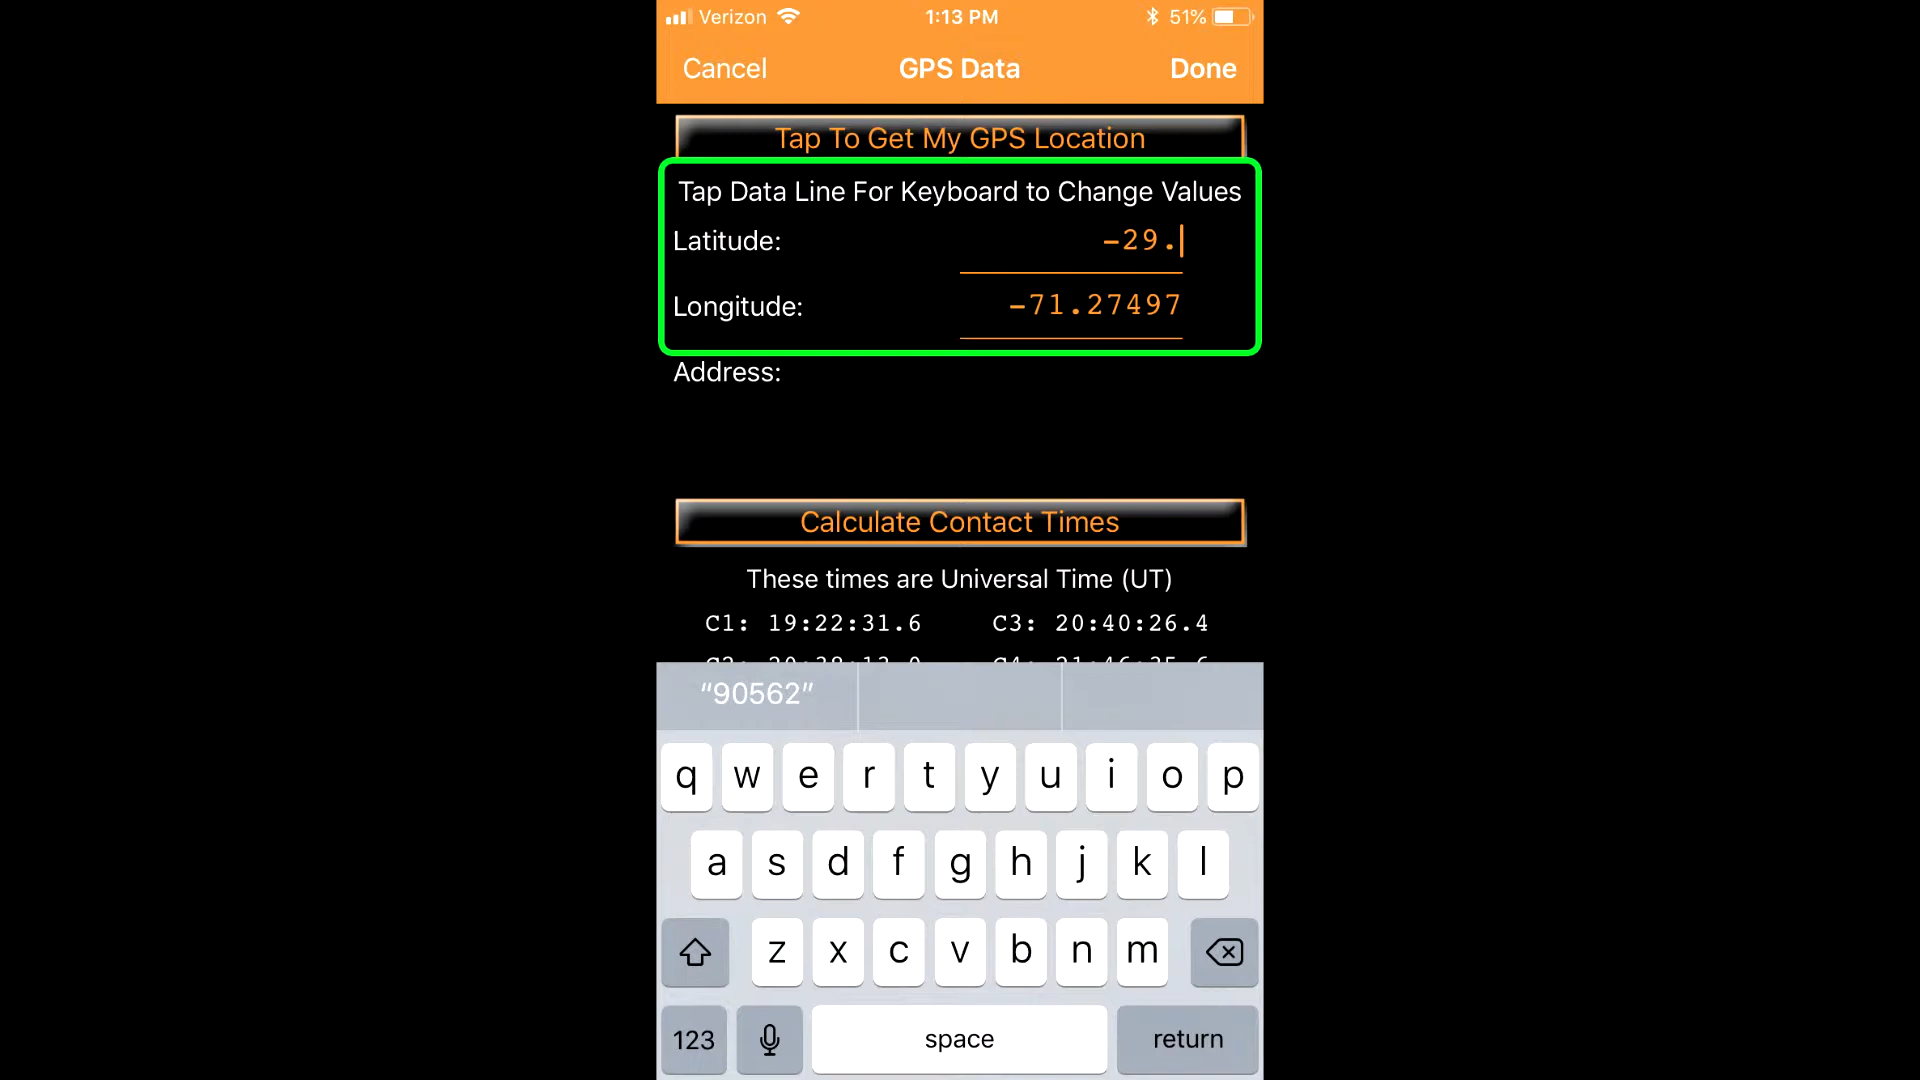 Verizon 1:13 PM 51%
Cancel GPS Data Done
Tap To Get My GPS Location
Tap Data Line For Keyboard to Change Values
Latitude: -29.
Longitude: -71.27497
Address:
Calculate Contact Times
These times are Universal Time (UT)
C1: 19:22:31.6 C3: 20:40:26.4
“90562”
q w e r t y u i o p
a s d f g h j k l
z x c v b n m
123 space return